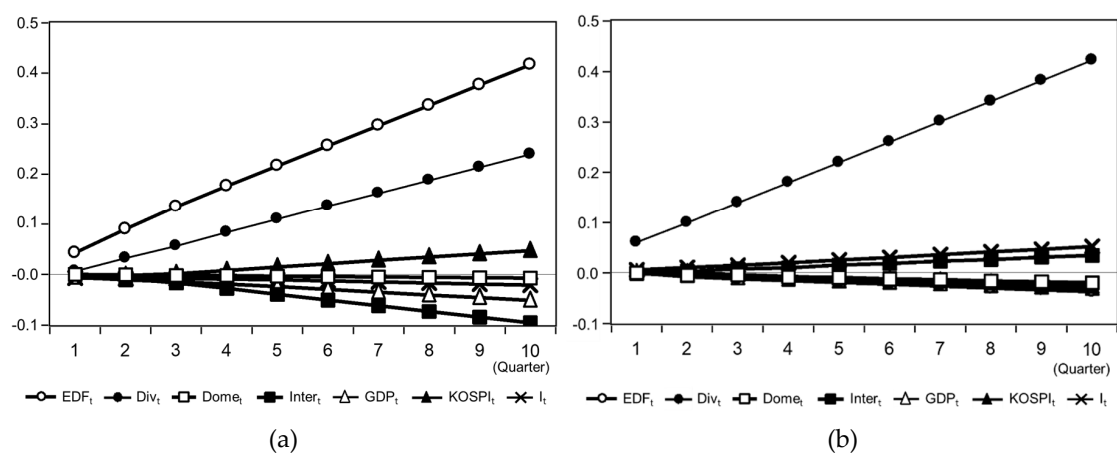 0.5
0.4
0.3
0.2
0.1
-0.0
-0.1
1 2 3 4 5 6 7 8 9 10
(Quarter)
EDFt Divt Domet Intert GDPt KOSPIt It
(a)
0.5
0.4
0.3
0.2
0.1
0.0
-0.1
1 2 3 4 5 6 7 8 9 10
(Quarter)
EDFt Divt Domet Intert GDPt KOSPIt It
(b)